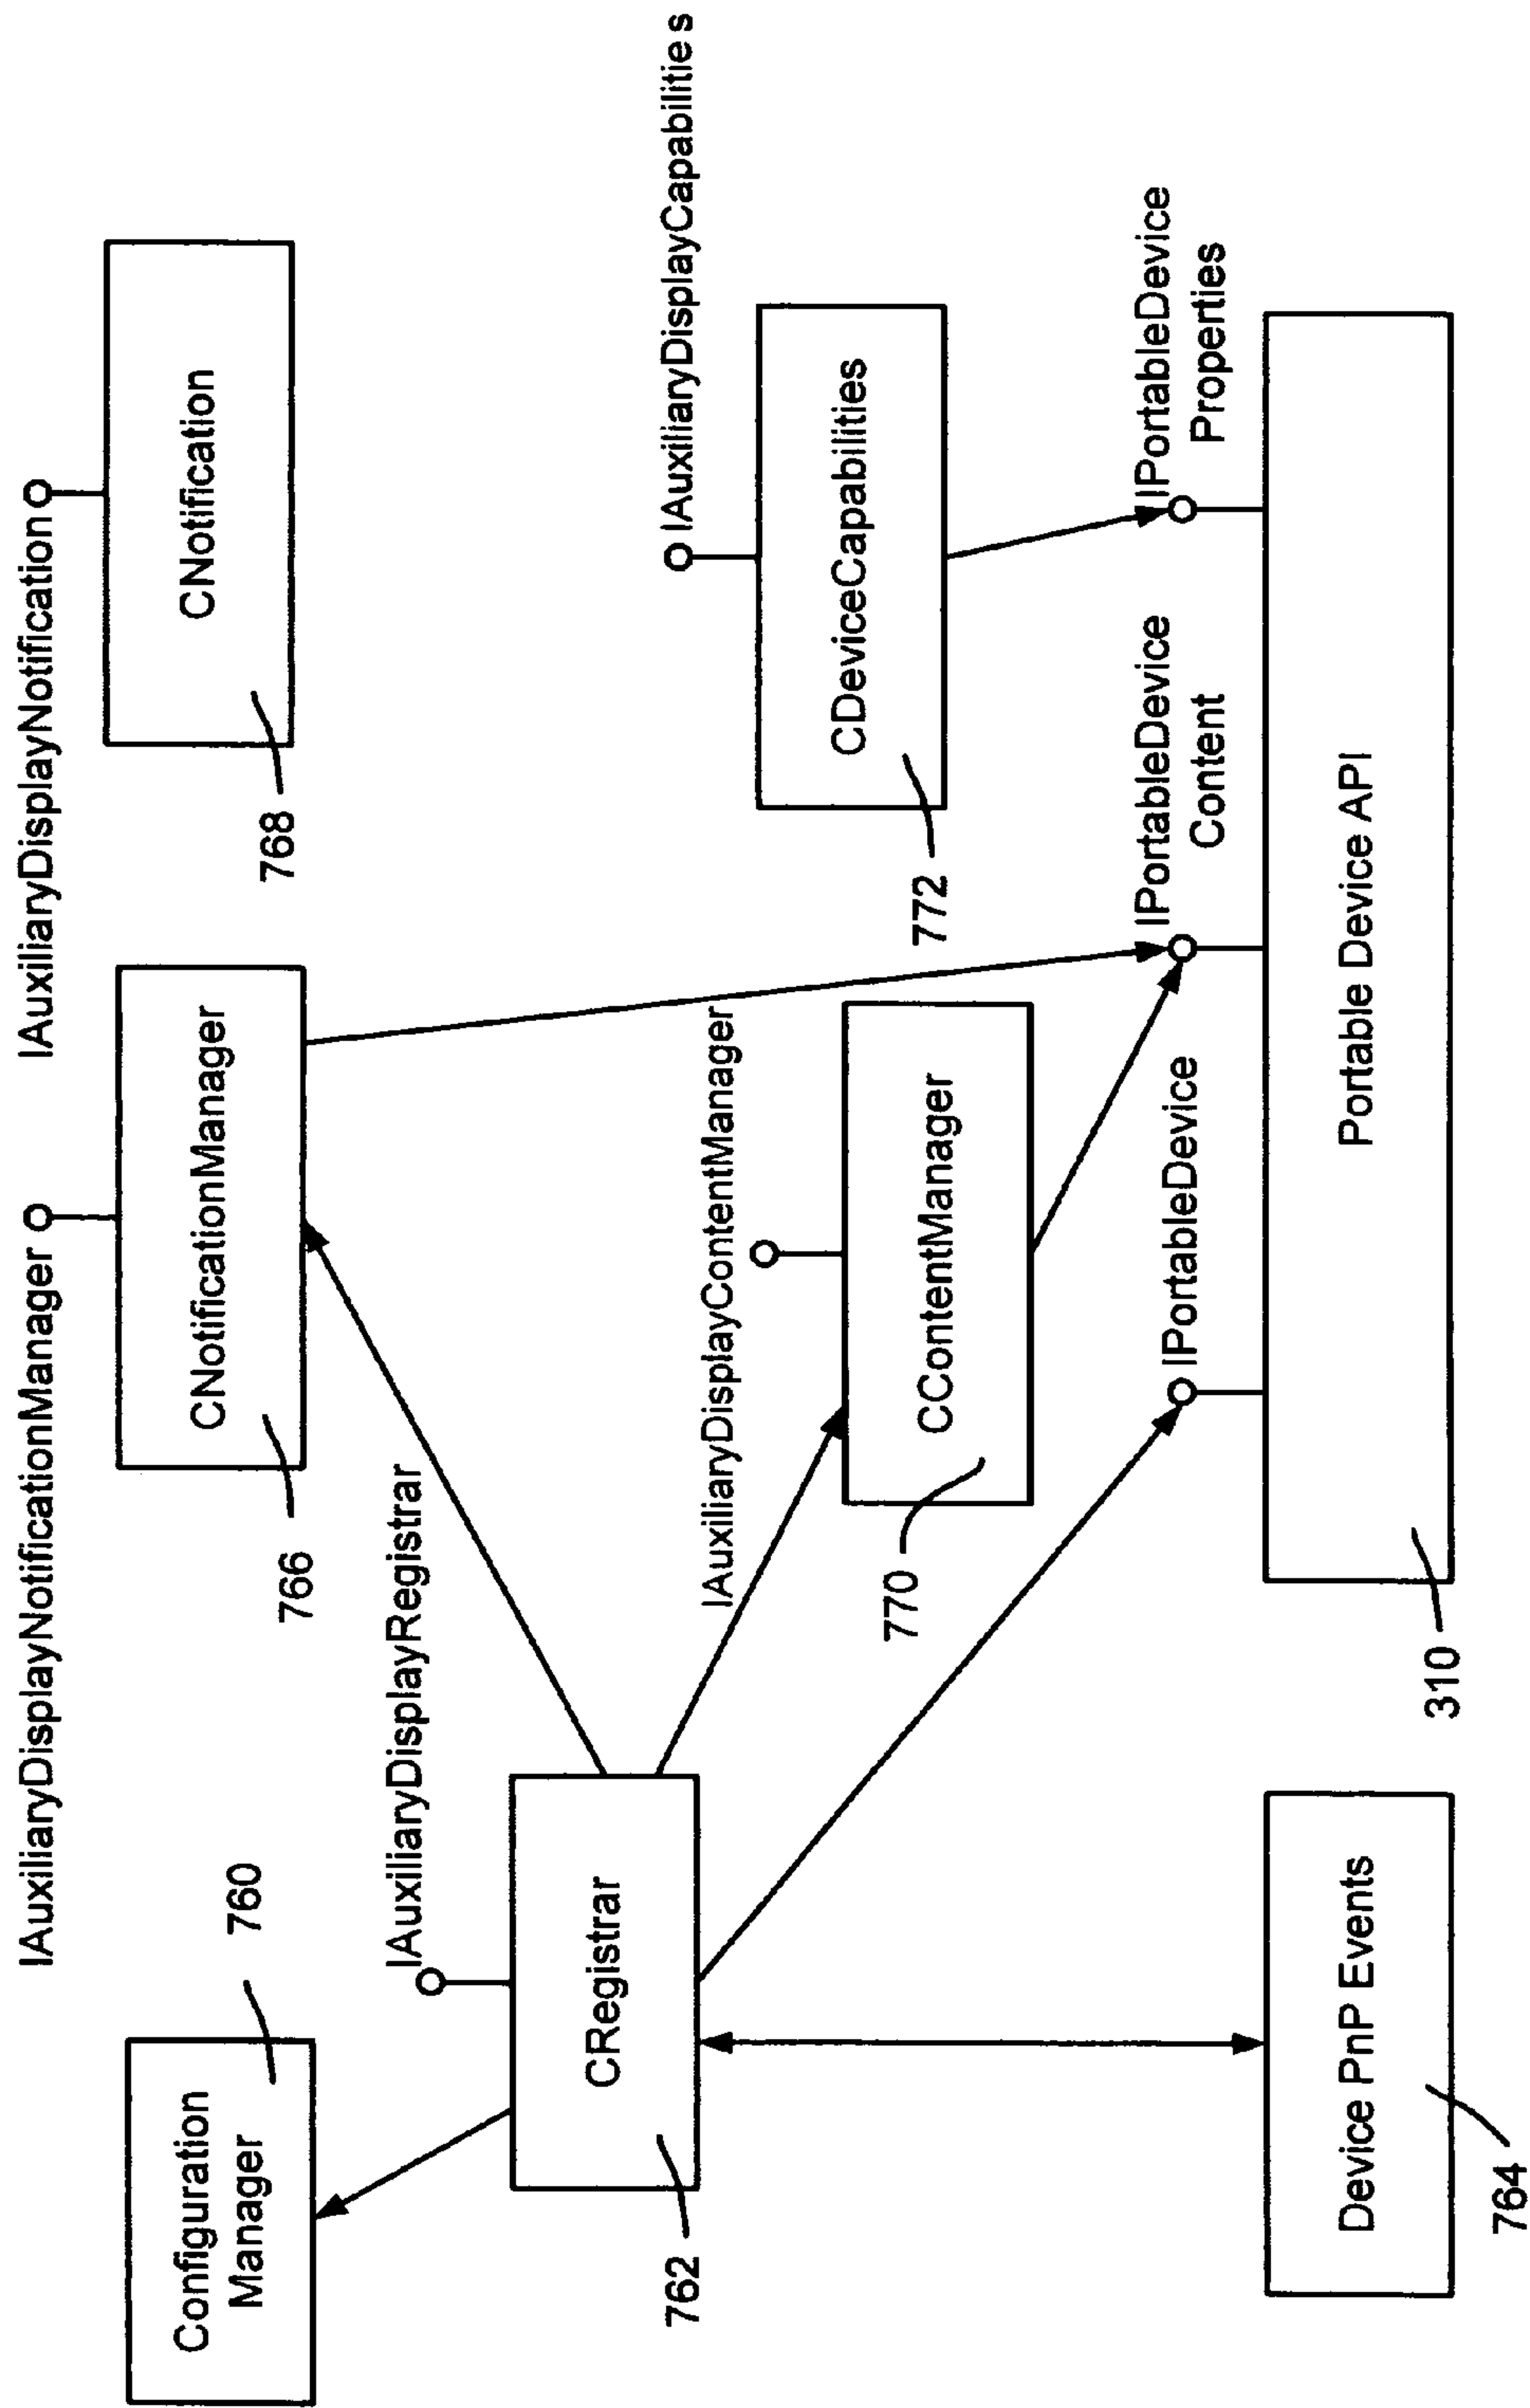 IAuxiliaryDisplayNotificationManager
IAuxiliaryDisplayNotification
Configuration
Manager
760
CNotificationManager
766
CNotification
768
IAuxiliaryDisplayRegistrar
CRegistrar
762
IAuxiliaryDisplayContentManager
CContentManager
770
IAuxiliaryDisplayCapabilities
CDeviceCapabilities
772
IPortableDevice
IPortableDevice
Content
IPortableDevice
Properties
Device PnP Events
764
Portable Device API
310